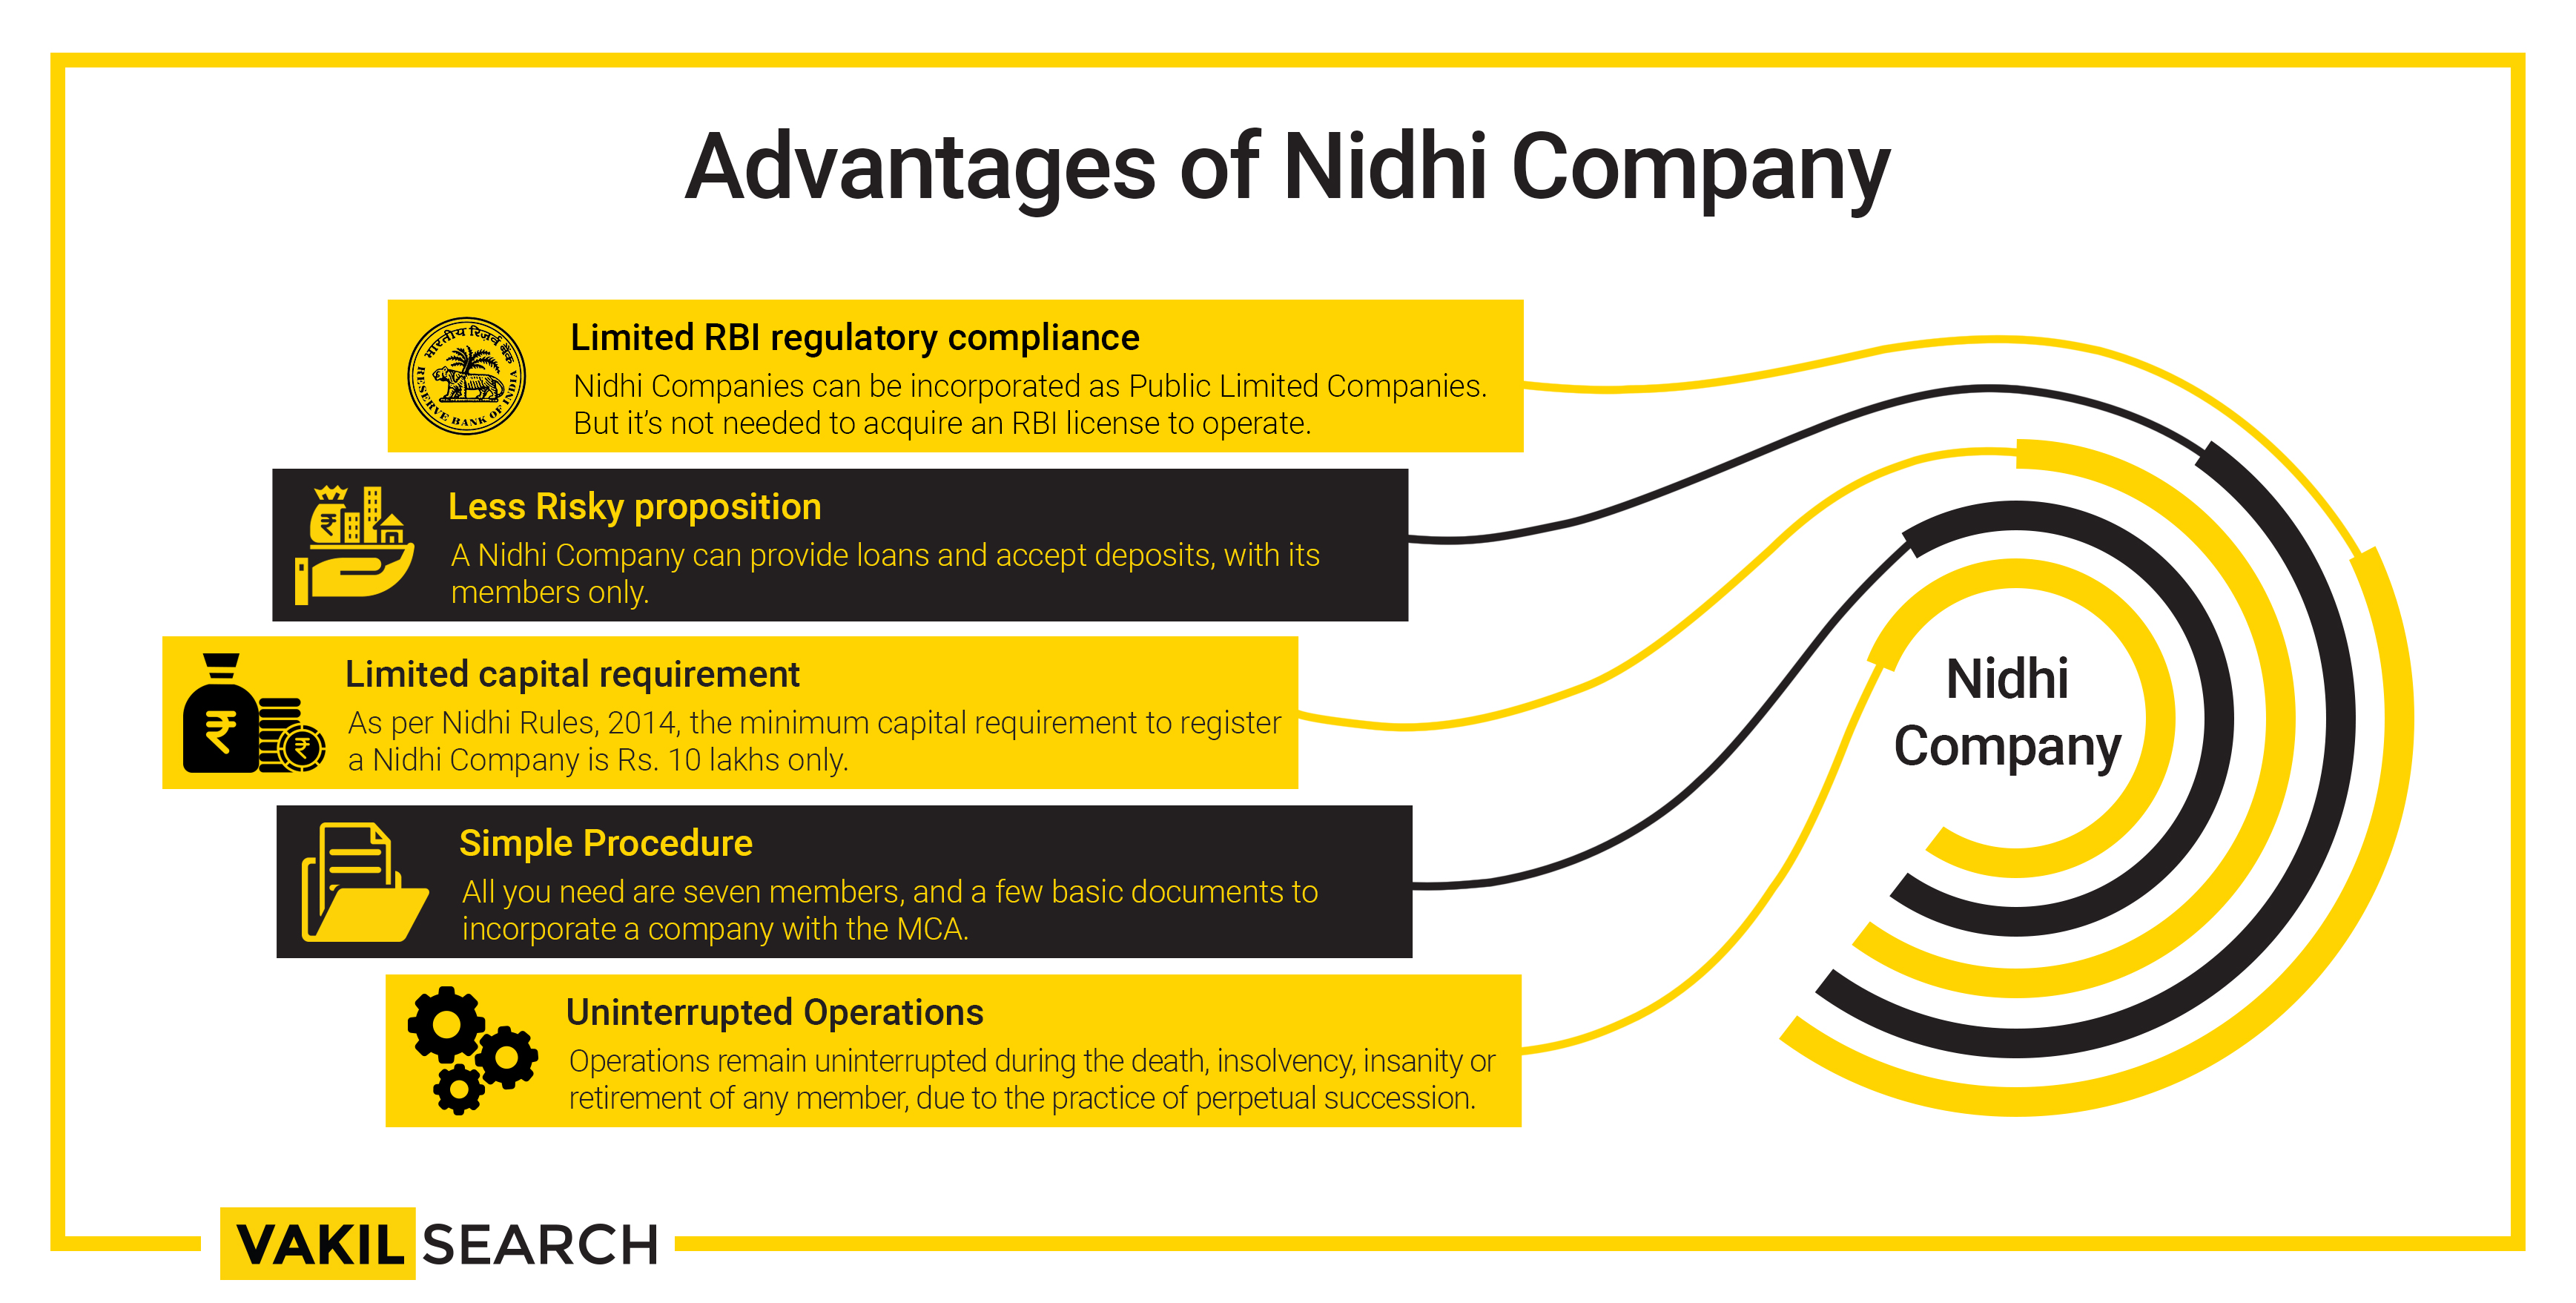 Advantages of Nidhi Company
भारतीय रिज़र्व बैंक
RESERVE BANK OF INDIA
Limited RBI regulatory compliance
Nidhi Companies can be incorporated as Public Limited Companies.
But it’s not needed to acquire an RBI license to operate.
₹
Less Risky proposition
A Nidhi Company can provide loans and accept deposits, with its
members only.
₹
₹
Limited capital requirement
As per Nidhi Rules, 2014, the minimum capital requirement to register
a Nidhi Company is Rs. 10 lakhs only.
Simple Procedure
All you need are seven members, and a few basic documents to
incorporate a company with the MCA.
Uninterrupted Operations
Operations remain uninterrupted during the death, insolvency, insanity or
retirement of any member, due to the practice of perpetual succession.
Nidhi
Company
VAKILSEARCH